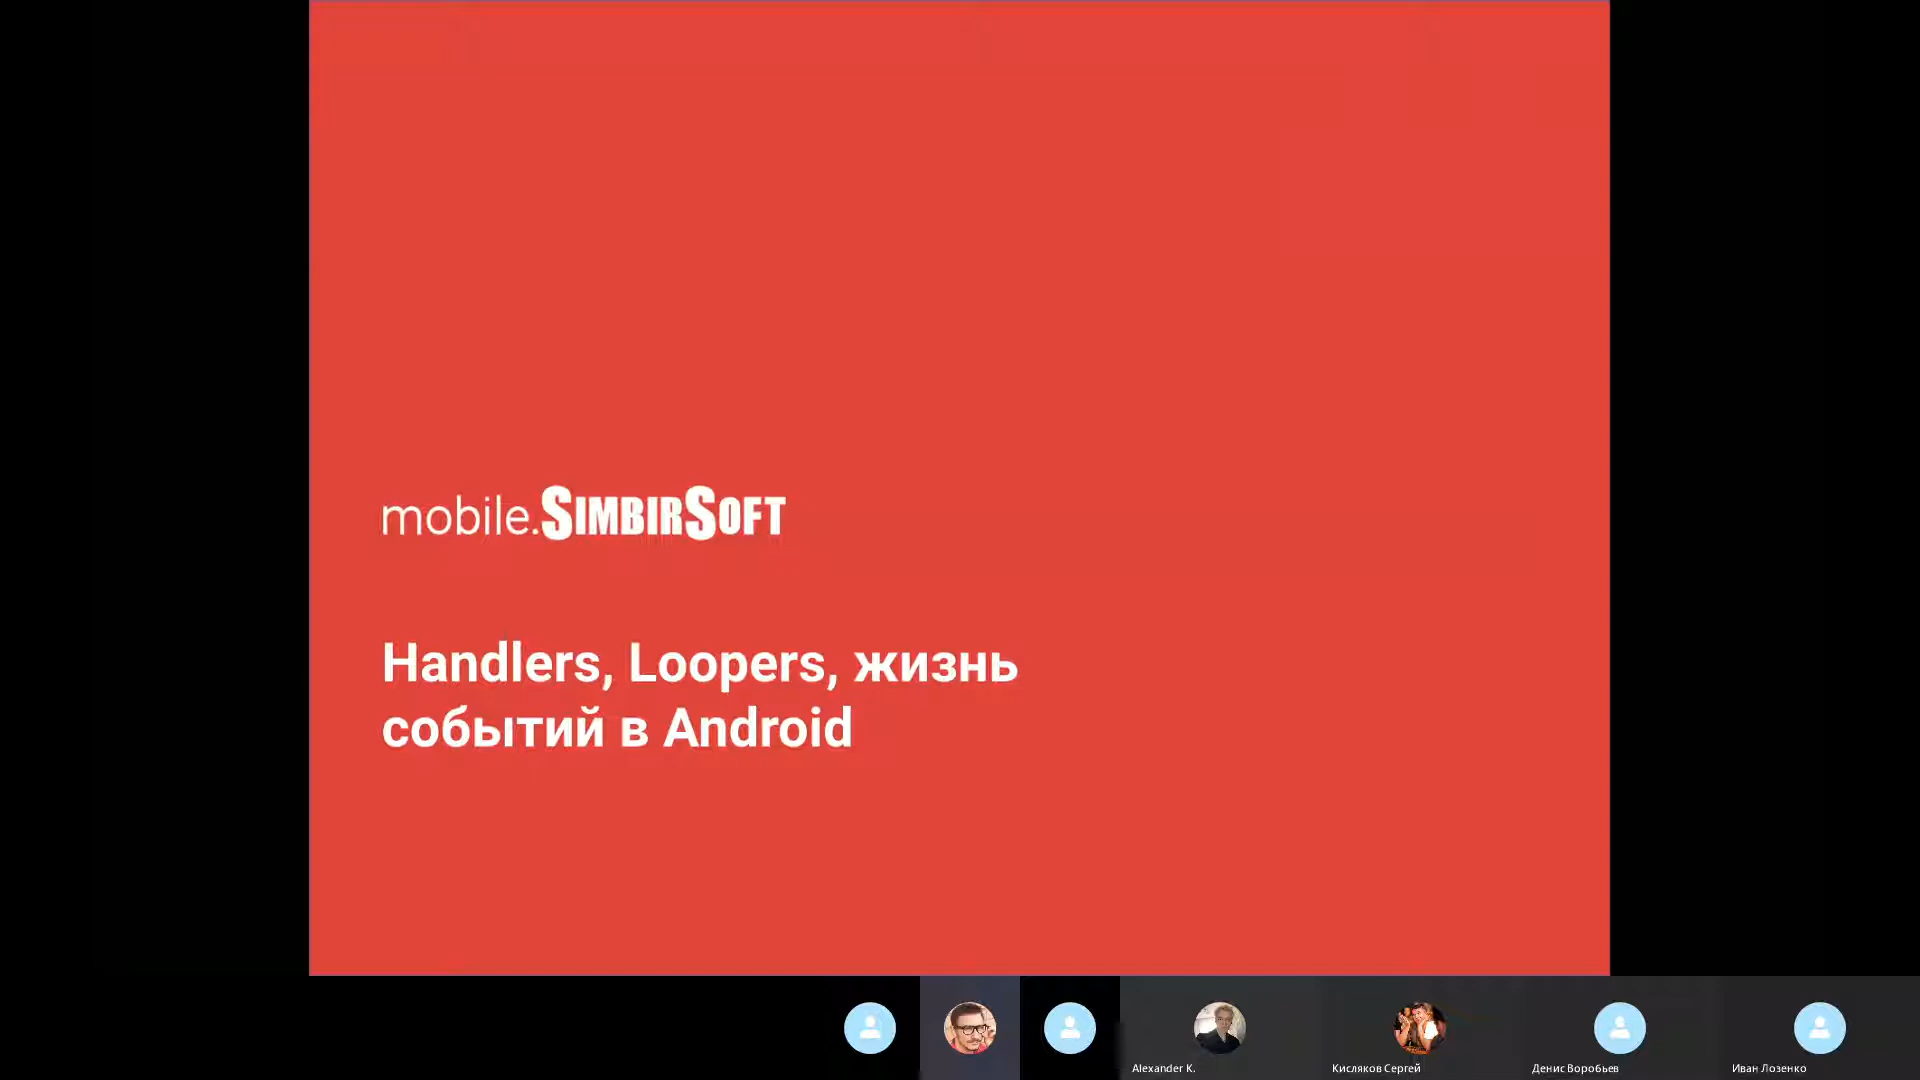 mobile.SIMBIRSOFT
Handlers, Loopers, жизнь
событий в Android
Alexander K.
Кисляков Сергей
Денис Воробьев
Иван Лозенко